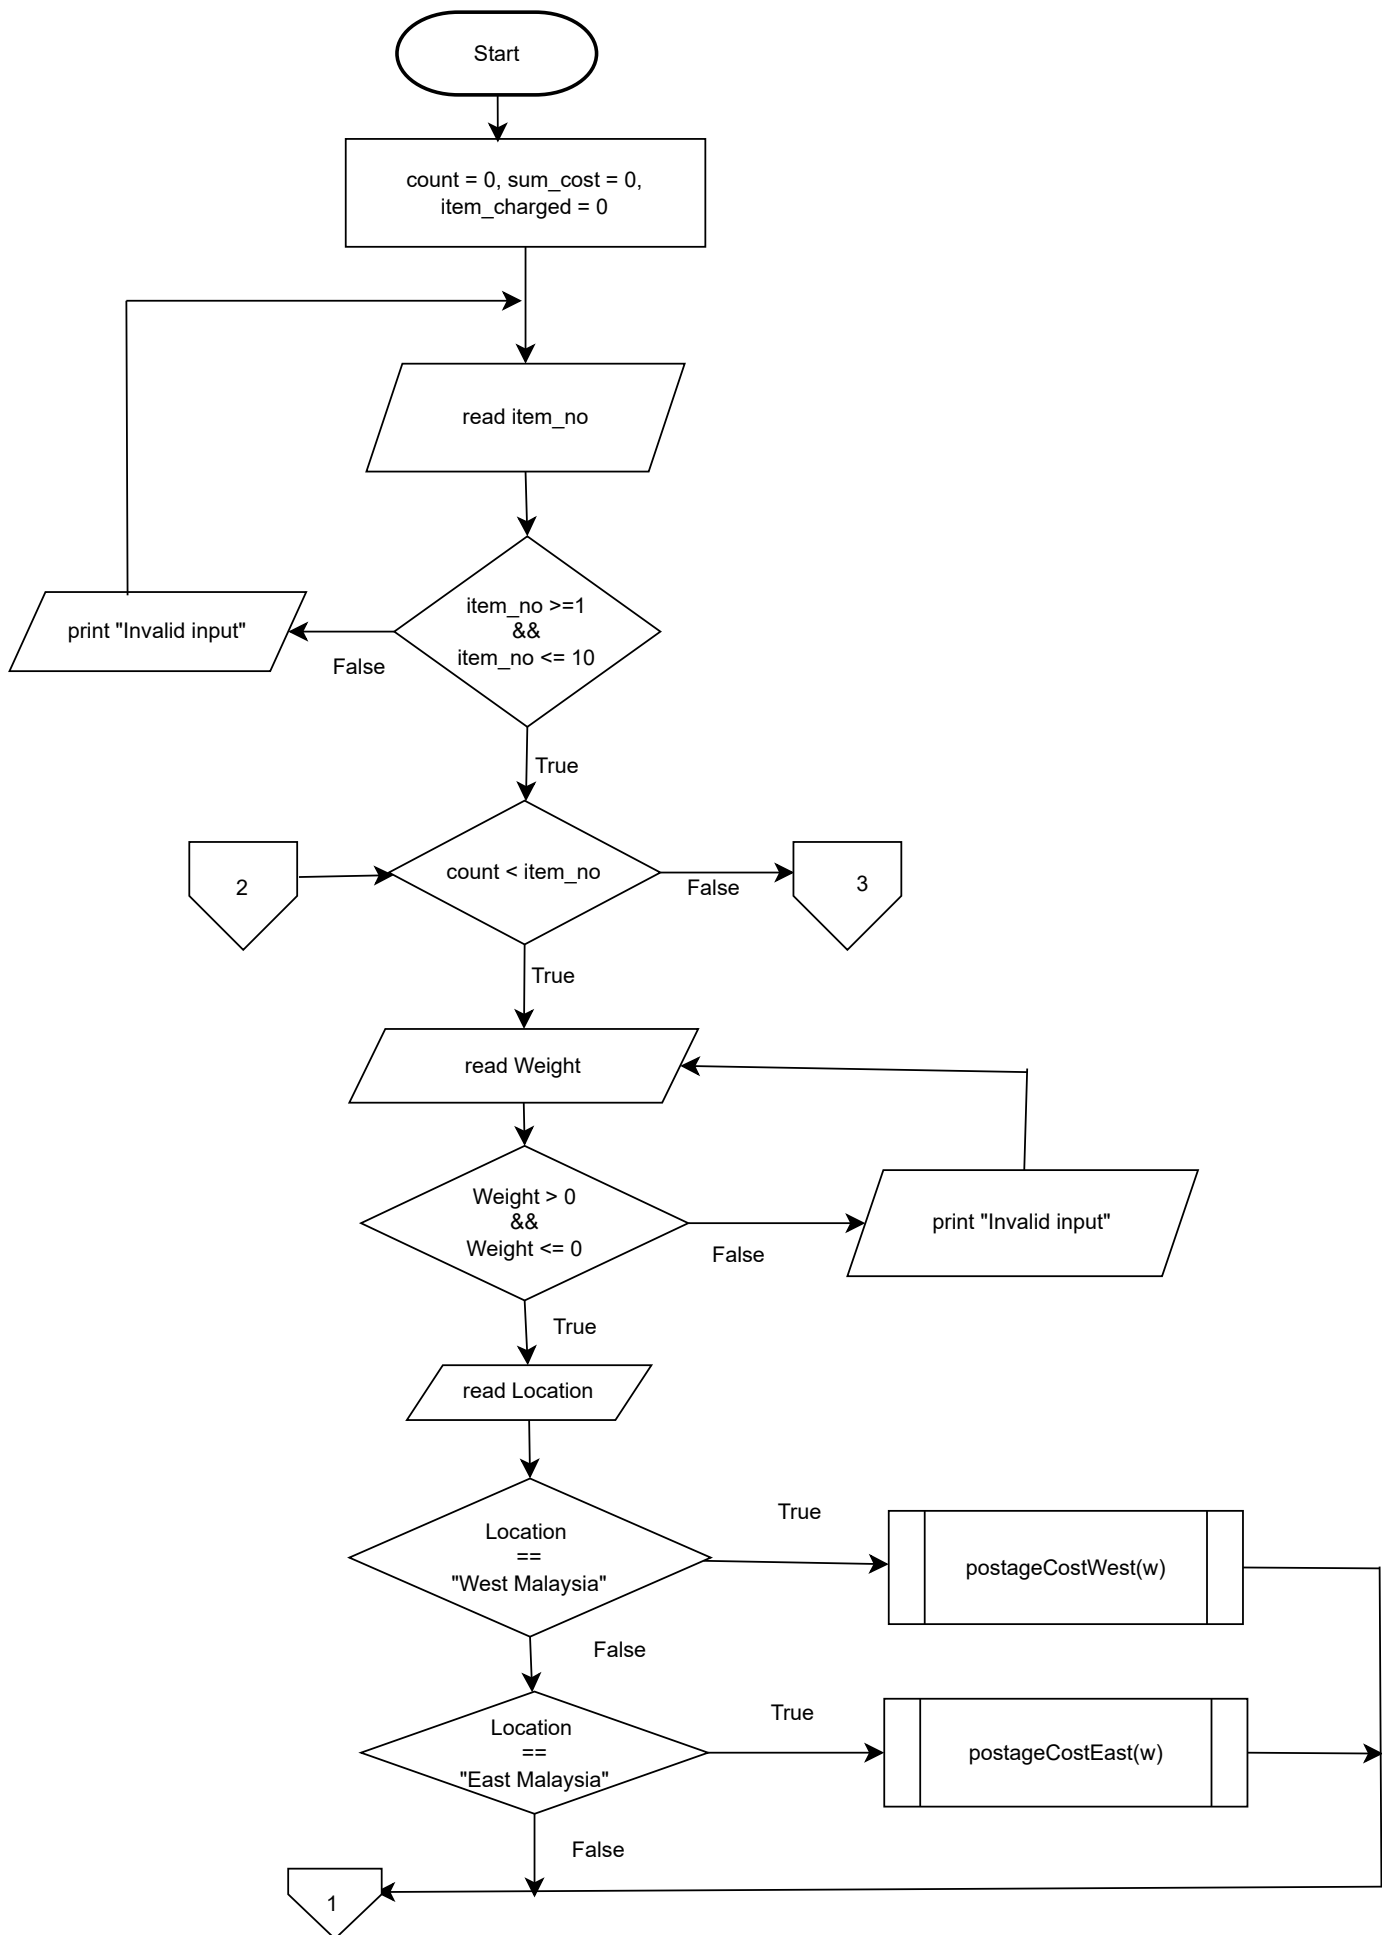 Start
count = 0, sum_cost = 0,
item_charged = 0
read item_no
item_no >=1
&&
item_no <= 10
print "Invalid input"
False
True
2
count < item_no
False
3
True
read Weight
Weight > 0
&&
Weight <= 0
False
print "Invalid input"
True
read Location
Location
==
"West Malaysia"
True
postageCostWest(w)
False
Location
==
"East Malaysia"
True
postageCostEast(w)
False
1